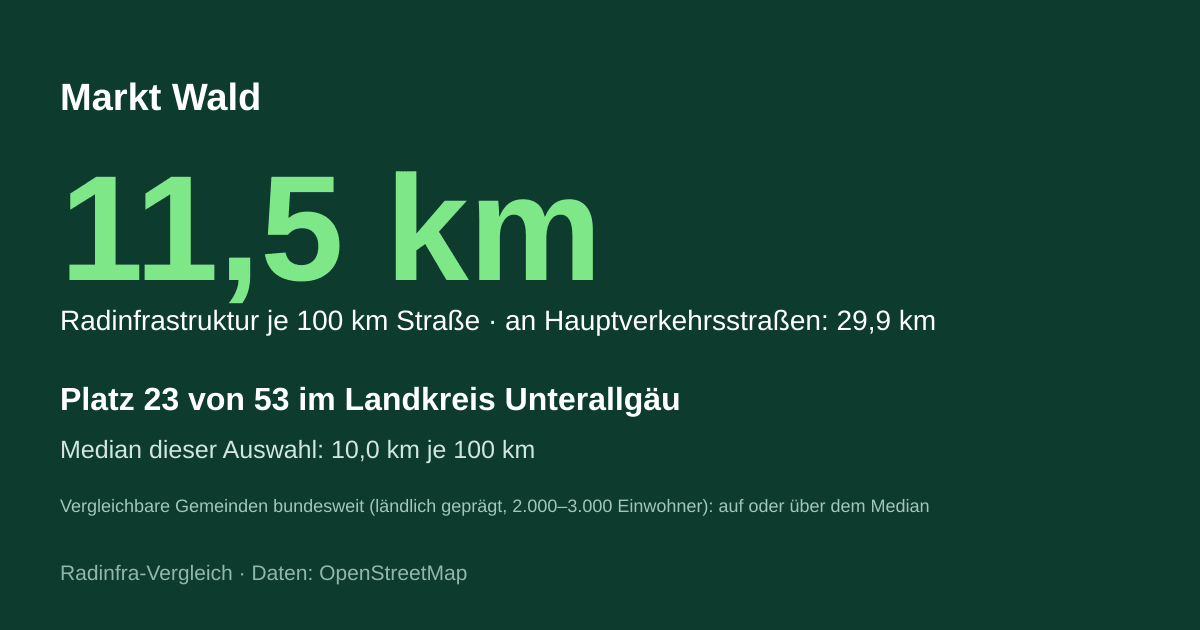 Markt Wald
11,5 km
Radinfrastruktur je 100 km Straße · an Hauptverkehrsstraßen: 29,9 km
Platz 23 von 53 im Landkreis Unterallgäu
Median dieser Auswahl: 10,0 km je 100 km
Vergleichbare Gemeinden bundesweit (ländlich geprägt, 2.000–3.000 Einwohner): auf oder über dem Median
Radinfra-Vergleich · Daten: OpenStreetMap